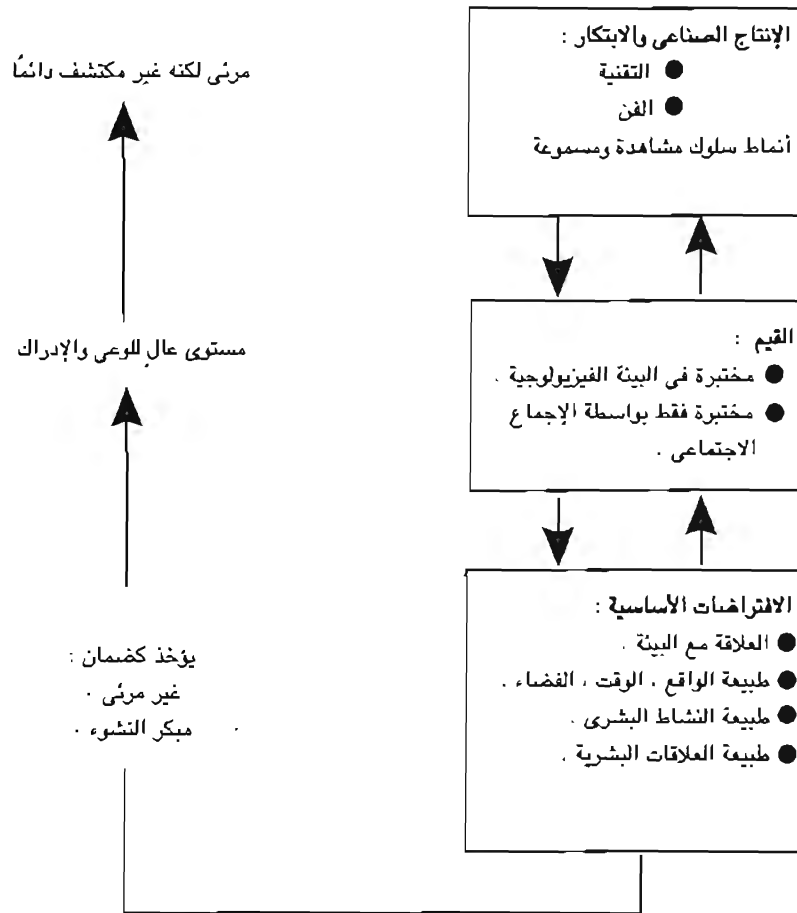 الإنتاج الصناعى والابتكار :
● التقنية
● الفن
أنماط سلوك مشاهدة ومسموعة
القيم :
● مختبرة فى البيئة الفيزيولوجية .
● مختبرة فقط بواسطة الإجماع
الاجتماعى .
الافتراضات الأساسية :
● العلاقة مع البيئة .
● طبيعة الواقع ، الوقت ، الفضاء .
● طبيعة النشاط البشرى .
● طبيعة العلاقات البشرية .
مرئى لكنه غير مكتشف دائمًا
مستوى عالٍ للوعى والإدراك
يؤخذ كضمان :
غير مرئى .
مبكر النشوء .